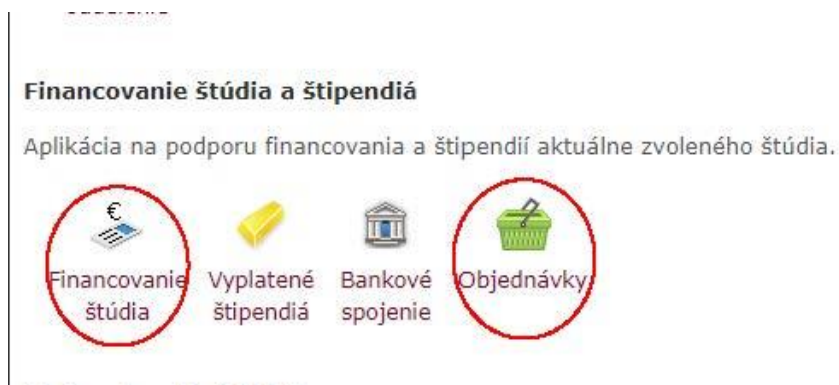 Financovanie štúdia a štipendiá
Aplikácia na podporu financovania a štipendií aktuálne zvoleného štúdia.
€
Financovanie Vyplatené Bankové Objednávky
štúdia štipendiá spojenie